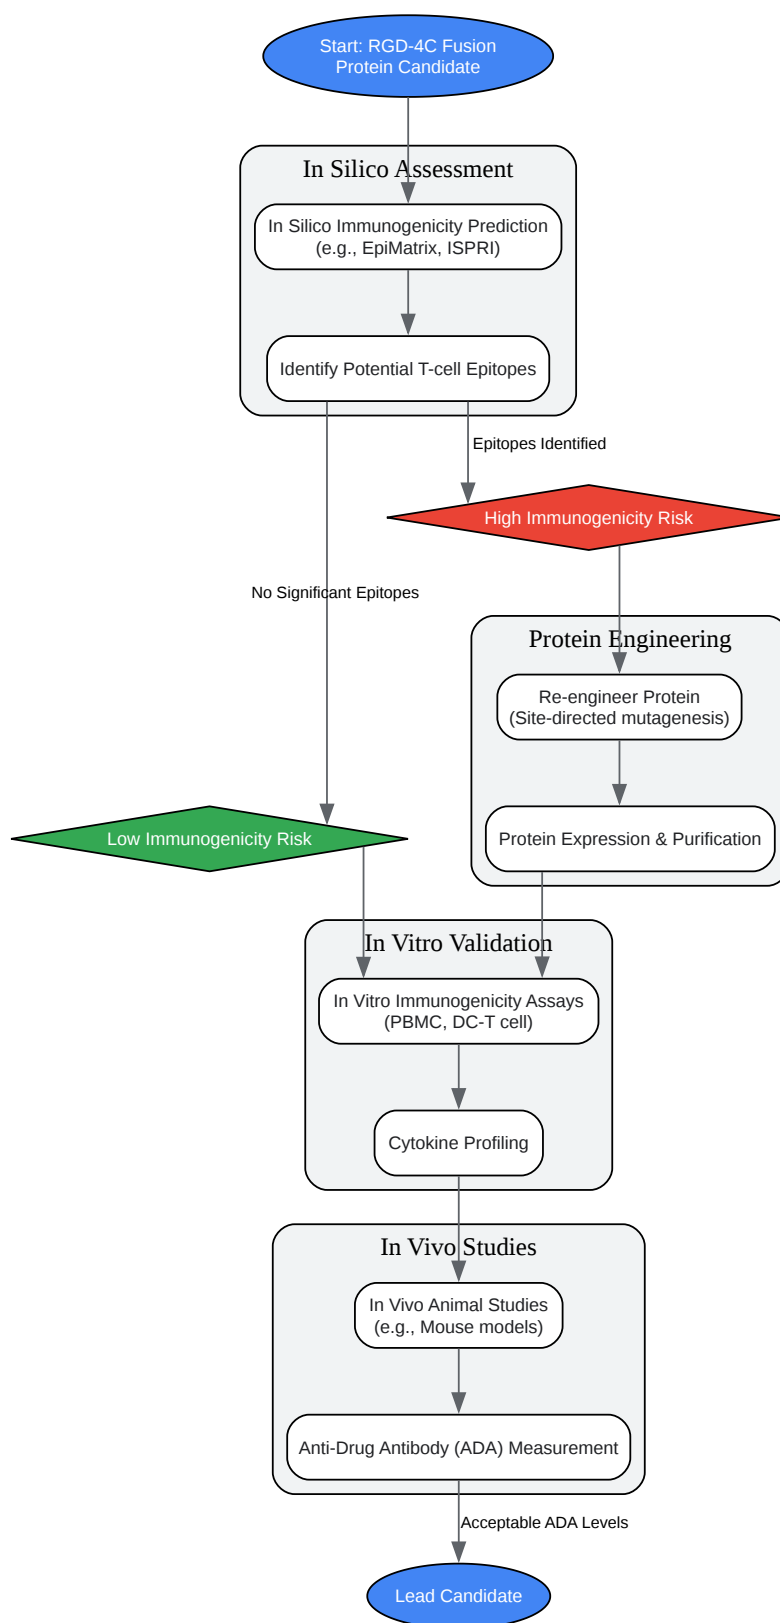 Start: RGD-4C Fusion
Protein Candidate
In Silico Assessment
In Silico Immunogenicity Prediction
(e.g., EpiMatrix, ISPRI)
Identify Potential T-cell Epitopes
Epitopes Identified
High Immunogenicity Risk
No Significant Epitopes
Protein Engineering
Re-engineer Protein
(Site-directed mutagenesis)
Low Immunogenicity Risk
Protein Expression & Purification
In Vitro Validation
In Vitro Immunogenicity Assays
(PBMC, DC-T cell)
Cytokine Profiling
In Vivo Studies
In Vivo Animal Studies
(e.g., Mouse models)
Anti-Drug Antibody (ADA) Measurement
Acceptable ADA Levels
Lead Candidate